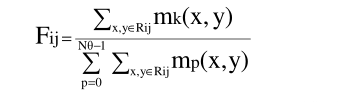 Fij= ∑x,y∈Rij mk(x, y)
Nθ−1
∑ ∑x,y∈Rij mp(x, y)
p=0